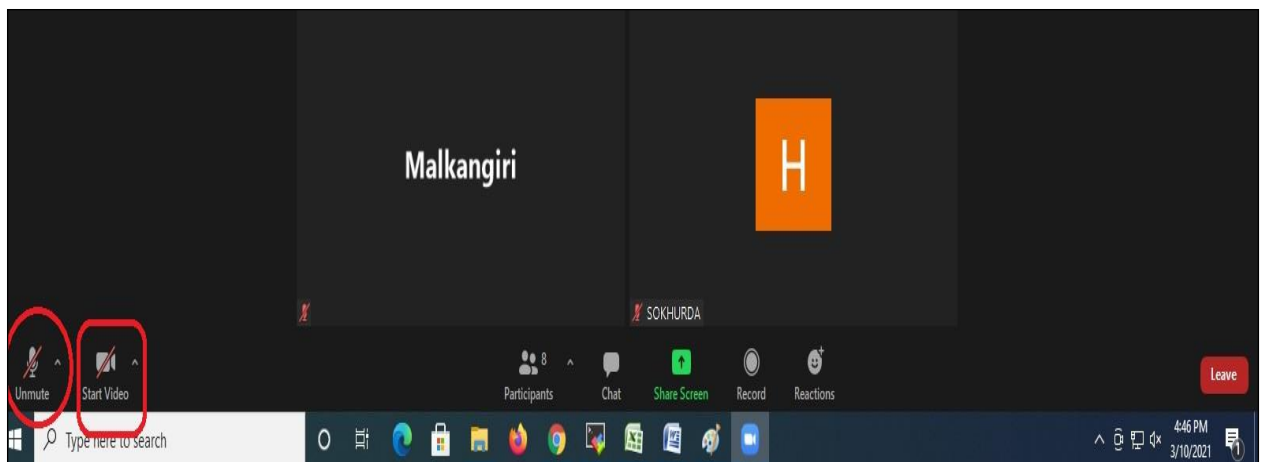 Malkangiri
H
SOKHURDA
Unmute
Start Video
8
Participants
Chat
Share Screen
Record
Reactions
Leave
Type here to search
4:46 PM
3/10/2021
1